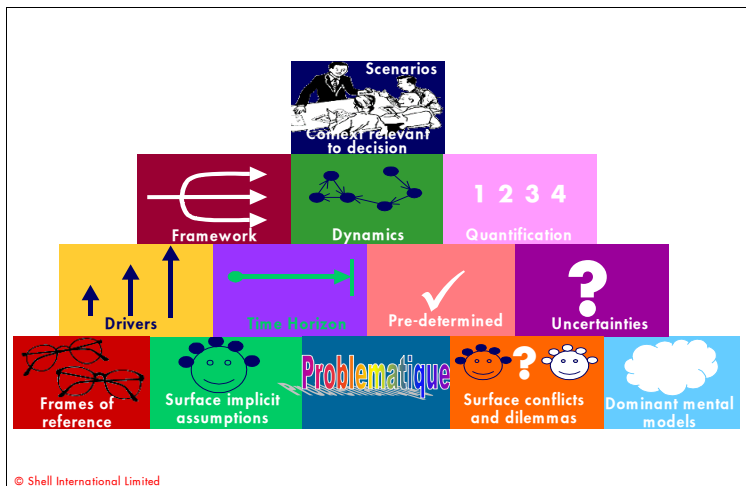 Scenarios
Context relevant
to decision
Framework
Dynamics
1 2 3 4
Quantification
Drivers
Time Horizon
Pre-determined
?
Uncertainties
Frames of
reference
Surface implicit
assumptions
Problematique
?
Surface conflicts
and dilemmas
Dominant mental
models
© Shell International Limited